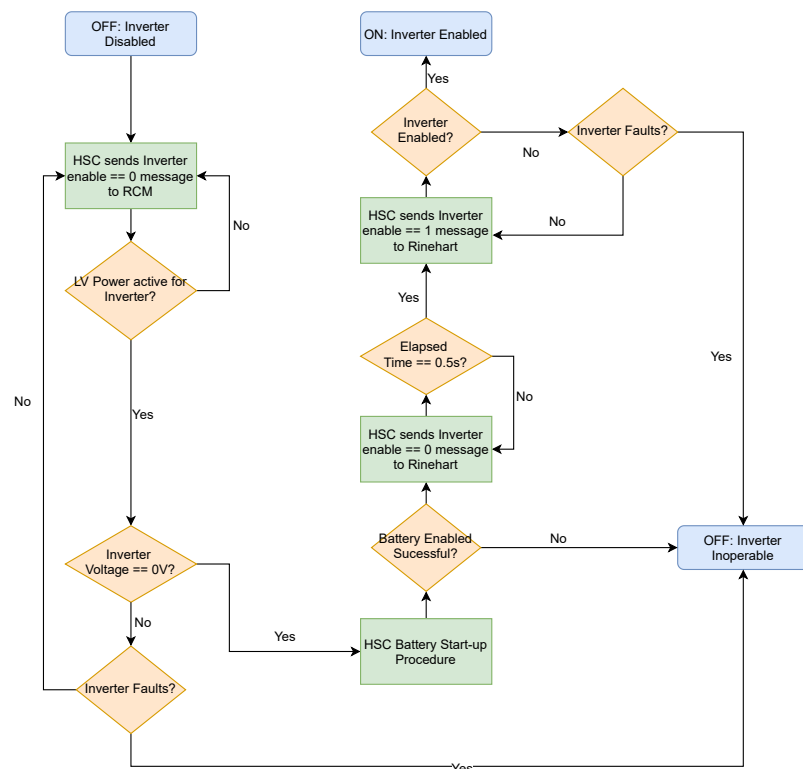 OFF: Inverter
Disabled
HSC sends Inverter
enable == 0 message
to RCM
No
LV Power active for
Inverter?
No
Yes
Inverter
Voltage == 0V?
No
Yes
Inverter Faults?
Yes
HSC Battery Start-up
Procedure
Battery Enabled
Sucessful?
No
OFF: Inverter
Inoperable
HSC sends Inverter
enable == 0 message
to Rinehart
No
Elapsed
Time == 0.5s?
Yes
HSC sends Inverter
enable == 1 message
to Rinehart
No
Inverter
Enabled?
No
Inverter Faults?
Yes
Yes
ON: Inverter Enabled